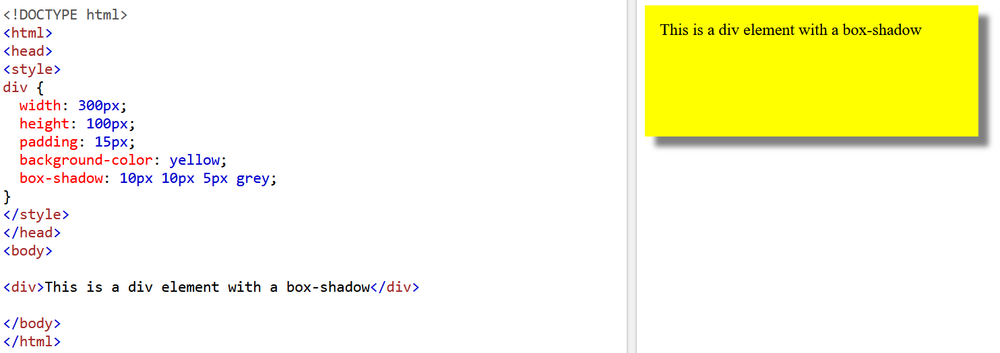 <!DOCTYPE html>
<html>
<head>
<style>
div {
  width: 300px;
  height: 100px;
  padding: 15px;
  background-color: yellow;
  box-shadow: 10px 10px 5px grey;
}
</style>
</head>
<body>

<div>This is a div element with a box-shadow</div>

</body>
</html>
This is a div element with a box-shadow